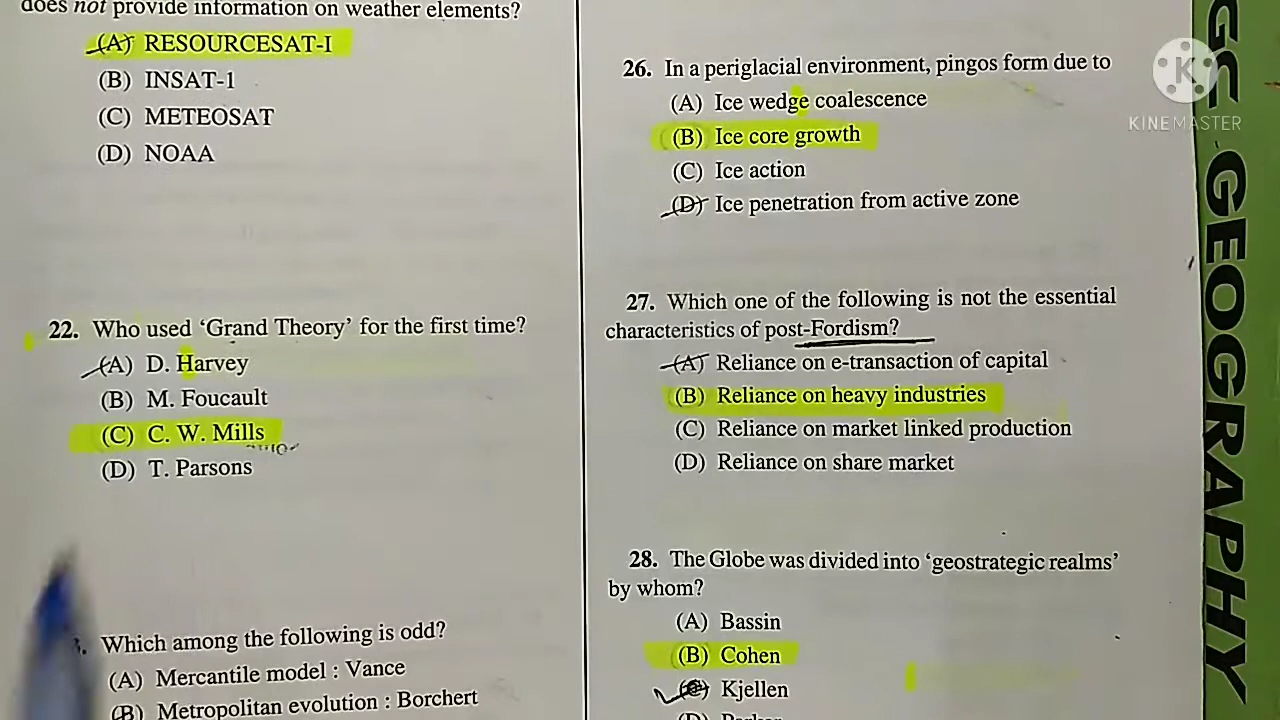 does not provide information on weather elements?
(A) RESOURCESAT-I
(B) INSAT-1
(C) METEOSAT
(D) NOAA
22. Who used ‘Grand Theory’ for the first time?
(A) D. Harvey
(B) M. Foucault
(C) C. W. Mills
(D) T. Parsons
Which among the following is odd?
(A) Mercantile model : Vance
(B) Metropolitan evolution : Borchert
26. In a periglacial environment, pingos form due to
(A) Ice wedge coalescence
(B) Ice core growth
(C) Ice action
(D) Ice penetration from active zone
27. Which one of the following is not the essential
characteristics of post-Fordism?
(A) Reliance on e-transaction of capital
(B) Reliance on heavy industries
(C) Reliance on market linked production
(D) Reliance on share market
28. The Globe was divided into ‘geostrategic realms’
by whom?
(A) Bassin
(B) Cohen
Kjellen
K
KINEMASTER
GEOGRAPHY